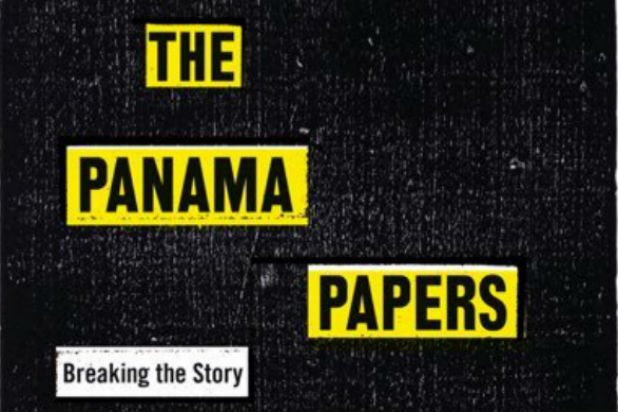 THE
PANAMA
PAPERS
Breaking the Story